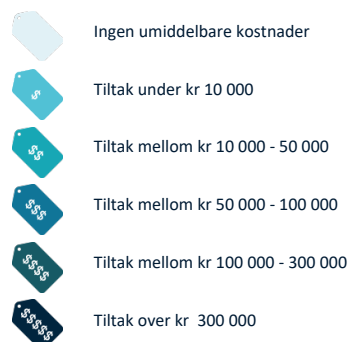 Ingen umiddelbare kostnader
$
Tiltak under kr 10 000
$$
Tiltak mellom kr 10 000 - 50 000
$$$
Tiltak mellom kr 50 000 - 100 000
$$$$
Tiltak mellom kr 100 000 - 300 000
$$$$$
Tiltak over kr 300 000